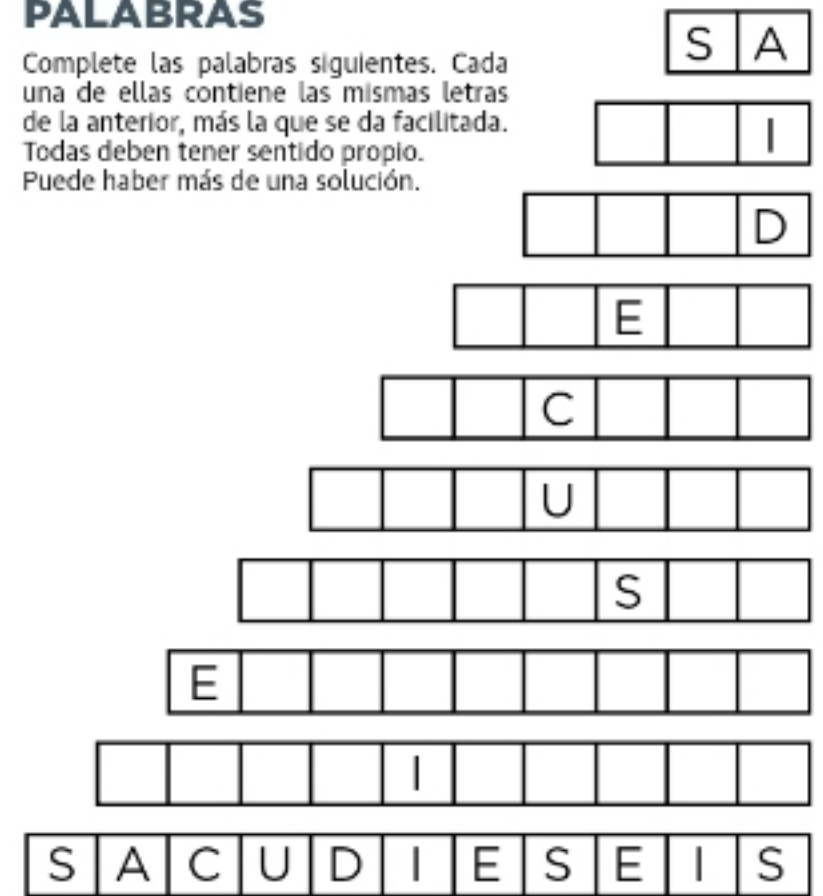 PALABRAS
Complete las palabras siguientes. Cada
una de ellas contiene las mismas letras
de la anterior, más la que se da facilitada.
Todas deben tener sentido propio.
Puede haber más de una solución.
S A
I
D
E
C
U
S
E
I
S A C U D I E S E I S